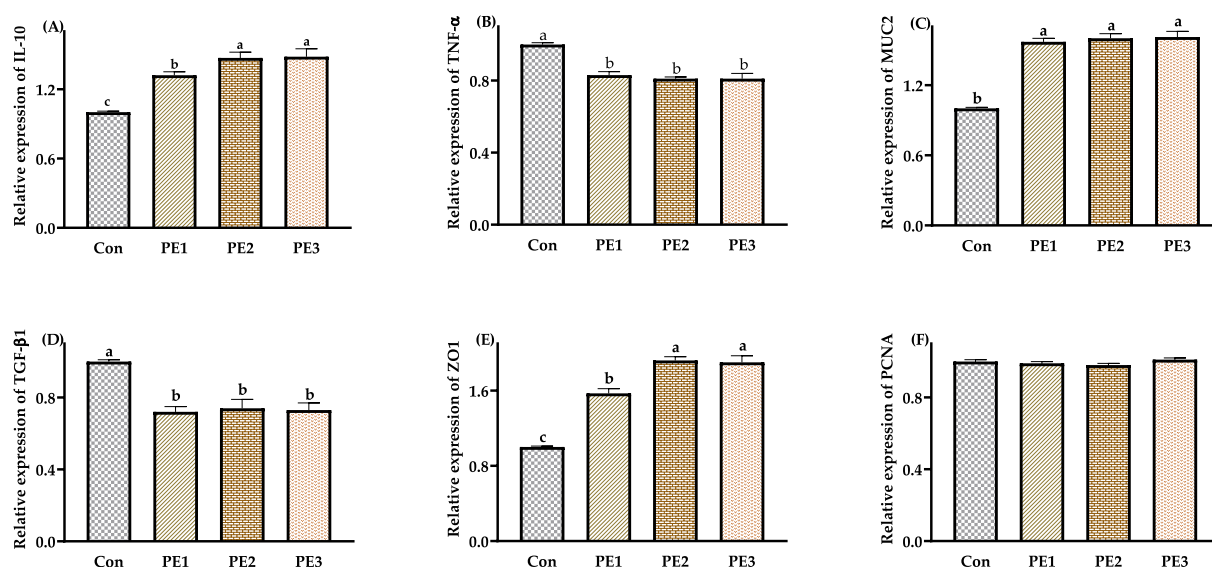 (A)
Relative expression of IL-10
1.2
0.6
0.0
c
b
a
a
Con PE1 PE2 PE3
(B)
Relative expression of TNF-α
0.8
0.4
0.0
a
b
b
b
Con PE1 PE2 PE3
(C)
Relative expression of MUC2
1.2
0.6
0.0
b
a
a
a
Con PE1 PE2 PE3
(D)
Relative expression of TGF-β1
0.8
0.4
0.0
a
b
b
b
Con PE1 PE2 PE3
(E)
Relative expression of ZO1
1.6
0.8
0.0
c
b
a
a
Con PE1 PE2 PE3
(F)
Relative expression of PCNA
0.8
0.4
0.0
Con PE1 PE2 PE3